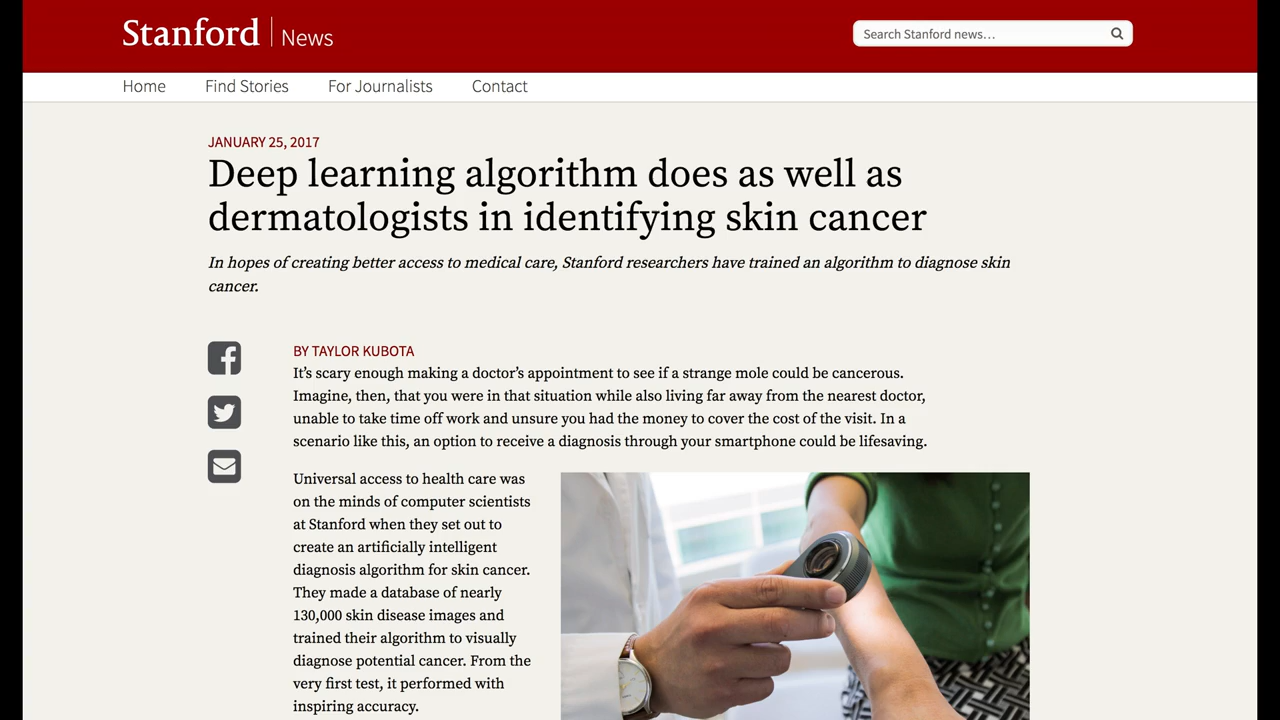 Stanford News
Search Stanford news...
Home Find Stories For Journalists Contact
JANUARY 25, 2017
Deep learning algorithm does as well as
dermatologists in identifying skin cancer
In hopes of creating better access to medical care, Stanford researchers have trained an algorithm to diagnose skin
cancer.
BY TAYLOR KUBOTA
It’s scary enough making a doctor’s appointment to see if a strange mole could be cancerous.
Imagine, then, that you were in that situation while also living far away from the nearest doctor,
unable to take time off work and unsure you had the money to cover the cost of the visit. In a
scenario like this, an option to receive a diagnosis through your smartphone could be lifesaving.
Universal access to health care was
on the minds of computer scientists
at Stanford when they set out to
create an artificially intelligent
diagnosis algorithm for skin cancer.
They made a database of nearly
130,000 skin disease images and
trained their algorithm to visually
diagnose potential cancer. From the
very first test, it performed with
inspiring accuracy.